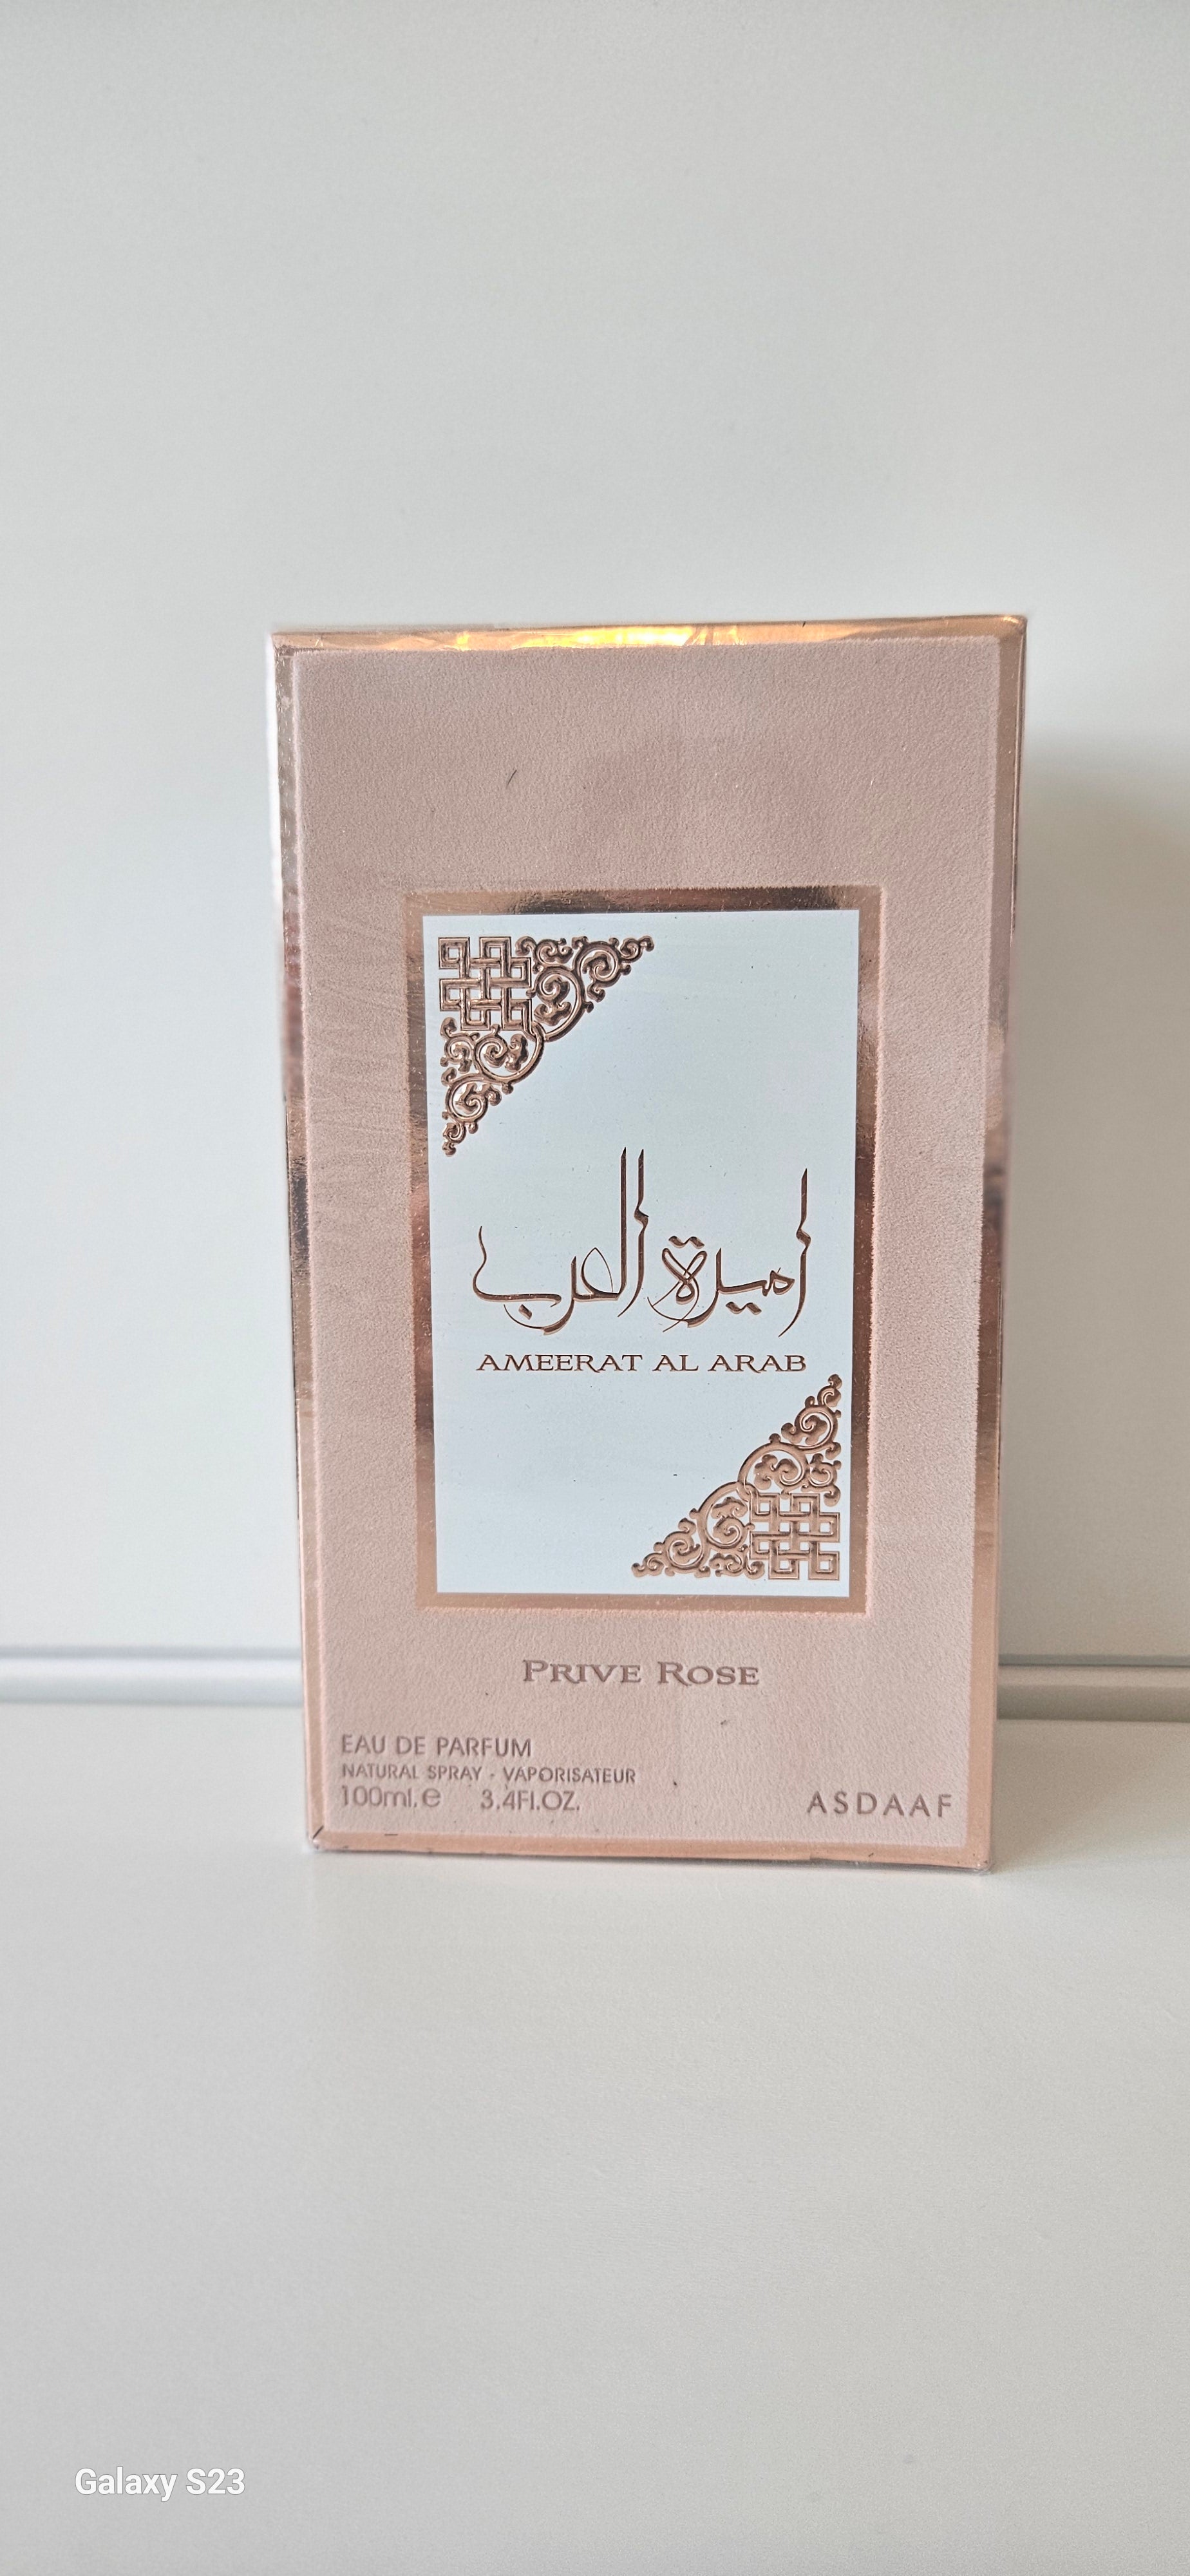 اميرة العرب
AMEERAT AL ARAB
PRIVE ROSE
EAU DE PARFUM
NATURAL SPRAY - VAPORISATEUR
100ml.e 3.4Fl.OZ.
ASDAAF
Galaxy S23